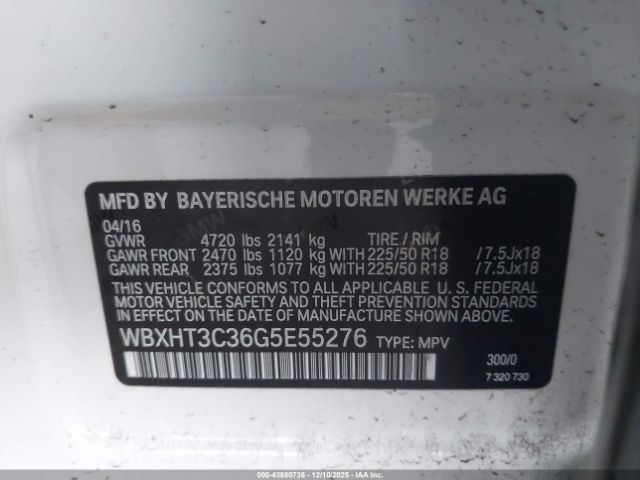 MFD BY BAYERISCHE MOTOREN WERKE AG
04/16
GVWR 4720 lbs 2141 kg TIRE / RIM
GAWR FRONT 2470 lbs 1120 kg WITH 225/50 R18 /7.5Jx18
GAWR REAR 2375 lbs 1077 kg WITH 225/50 R18 /7.5Jx18
THIS VEHICLE CONFORMS TO ALL APPLICABLE U. S. FEDERAL
MOTOR VEHICLE SAFETY AND THEFT PREVENTION STANDARDS
IN EFFECT ON THE DATE OF MANUFACTURE SHOWN ABOVE.
WBXHT3C36G5E55276 TYPE: MPV
300/0
7 320 730
000-43880736 - 12/10/2025 - IAA Inc.